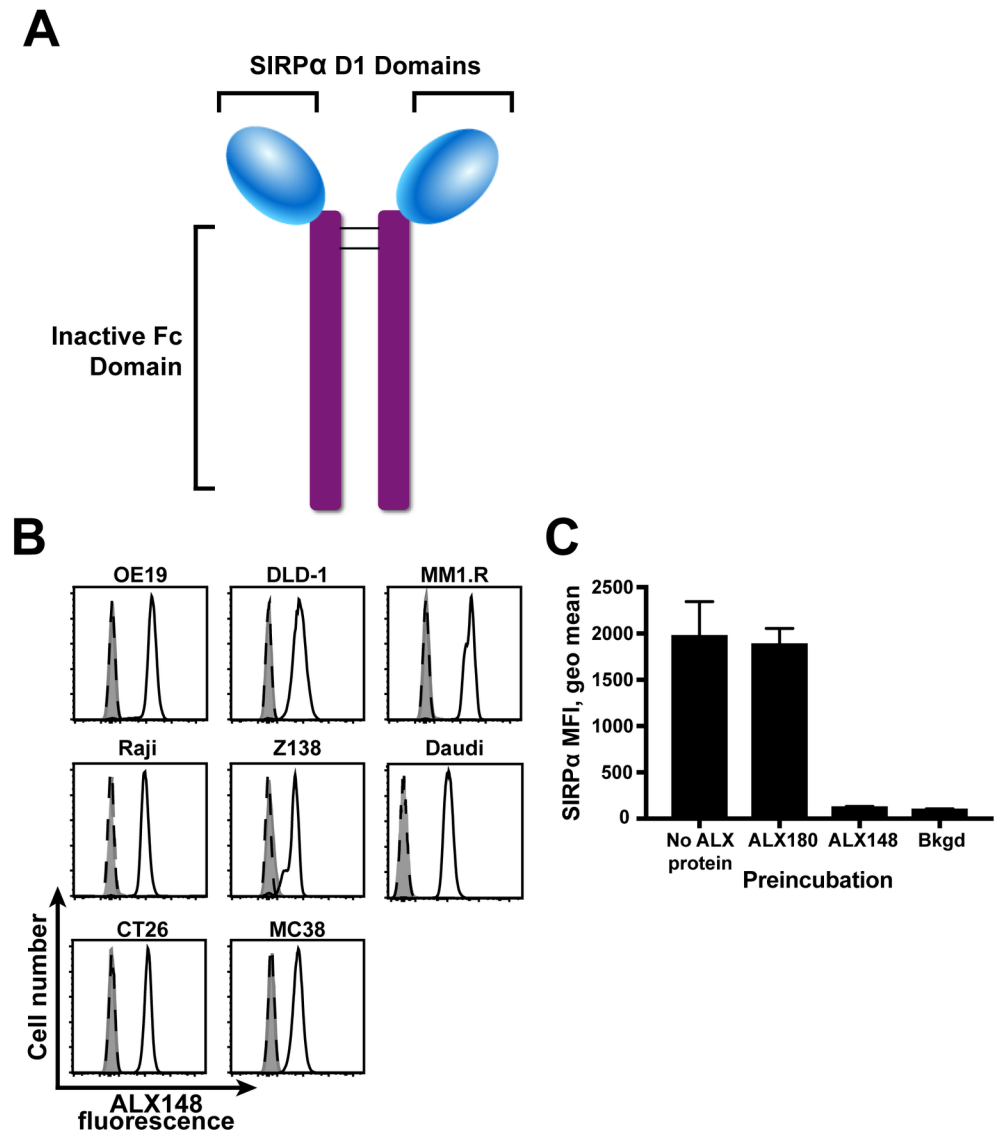 A
SIRPα D1 Domains
Inactive Fc
Domain
B
OE19
DLD-1
MM1.R
Raji
Z138
Daudi
CT26
MC38
Cell number
ALX148
fluorescence
C
SIRPα MFI, geo mean
2500
2000
1500
1000
500
0
No ALX
protein
ALX180
ALX148
Bkgd
Preincubation